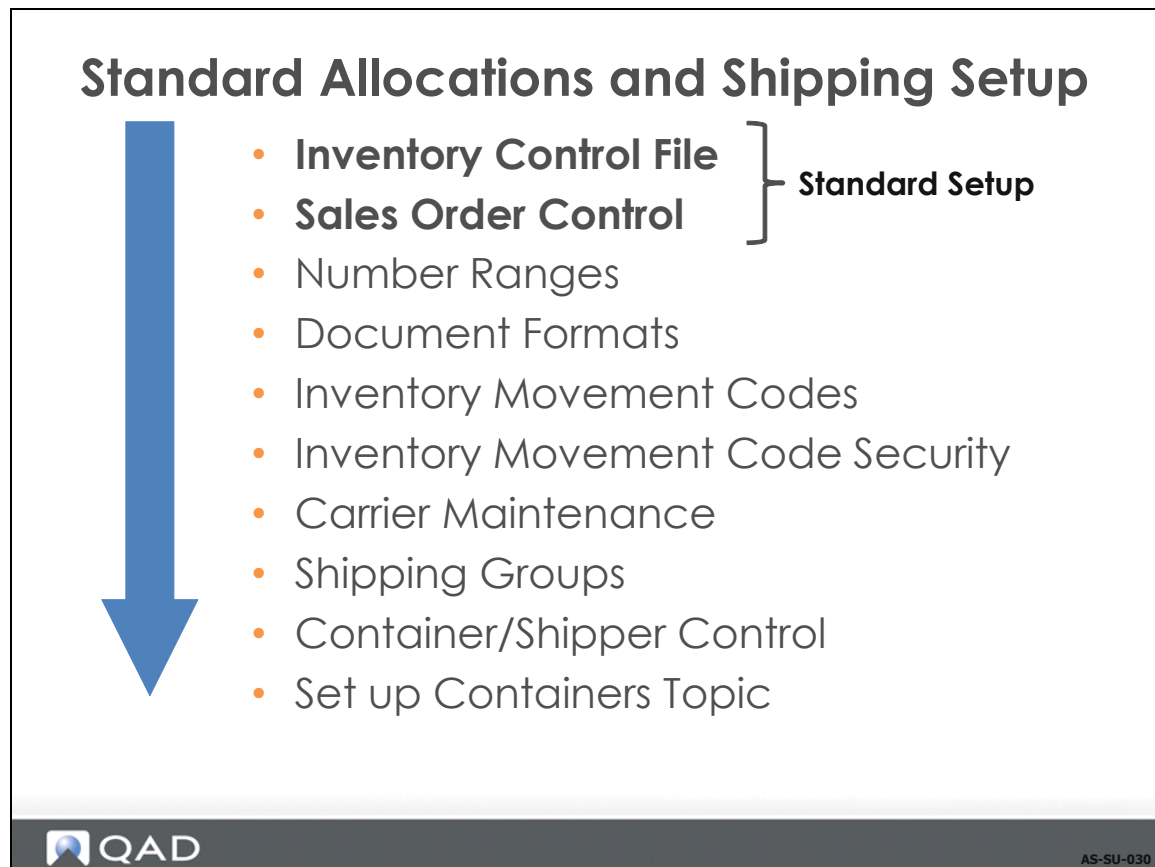 Standard Allocations and Shipping Setup
• Inventory Control File
• Sales Order Control
Standard Setup
• Number Ranges
• Document Formats
• Inventory Movement Codes
• Inventory Movement Code Security
• Carrier Maintenance
• Shipping Groups
• Container/Shipper Control
• Set up Containers Topic
QAD
AS-SU-030